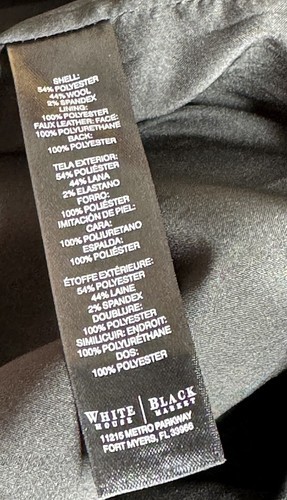 SHELL:
54% POLYESTER
44% WOOL
2% SPANDEX
LINING:
100% POLYESTER
FAUX LEATHER: FACE:
100% POLYURETHANE
BACK:
100% POLYESTER
TELA EXTERIOR:
54% POLIÉSTER
44% LANA
2% ELASTANO
FORRO:
100% POLIÉSTER
IMITACIÓN DE PIEL:
CARA:
100% POLIURETANO
ESPALDA:
100% POLIÉSTER
ÉTOFFE EXTÉRIEURE:
54% POLYESTER
44% LAINE
2% SPANDEX
DOUBLURE:
100% POLYESTER
SIMILICUIR: ENDROIT:
100% POLYURÉTHANE
DOS:
100% POLYESTER
WHITE | BLACK
HOUSE | MARKET
11215 METRO PARKWAY
FORT MYERS, FL 33966